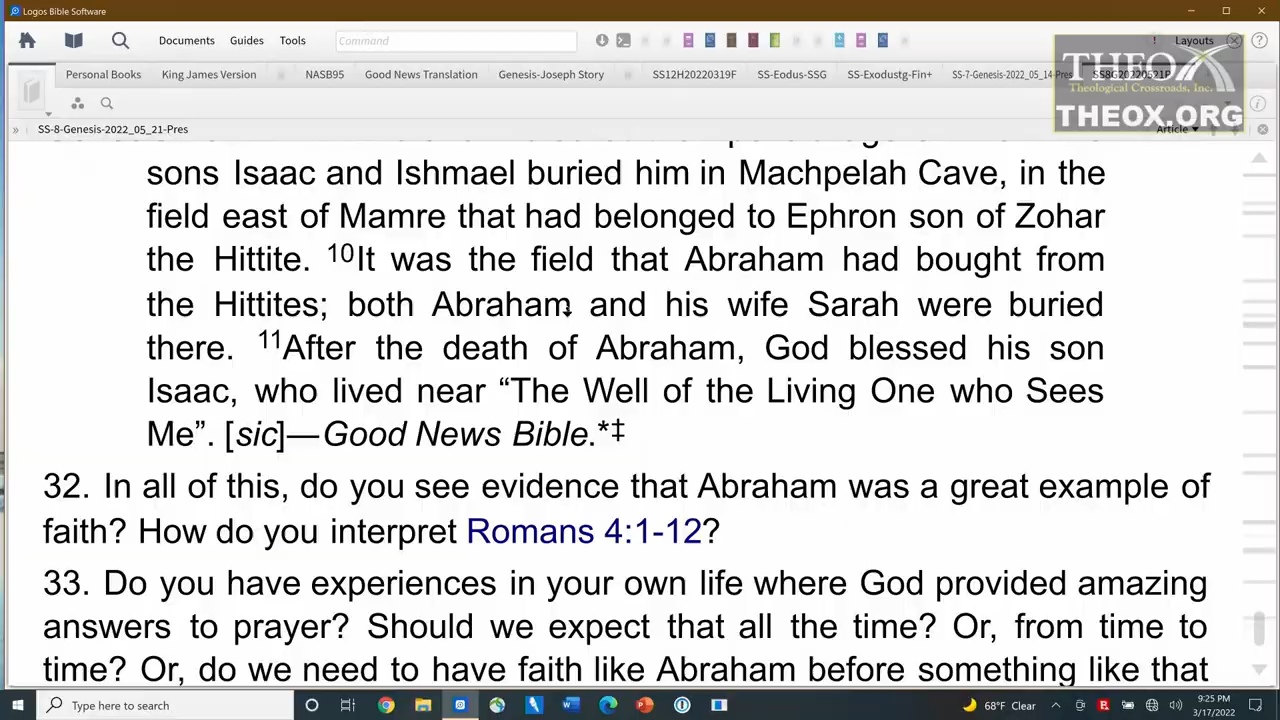 Logos Bible Software
Documents Guides Tools Command Layouts
Personal Books King James Version NASB95 Good News Translation Genesis-Joseph Story SS12H20220319F SS-Eodus-SSG SS-Exodustg-Fin+ SS-7-Genesis-2022_05_14-Pres SS8G20220521P
THEOX
Theological Crossroads, Inc.
THEOX.ORG
SS-8-Genesis-2022_05_21-Pres Article
sons Isaac and Ishmael buried him in Machpelah Cave, in the
field east of Mamre that had belonged to Ephron son of Zohar
the Hittite. 10It was the field that Abraham had bought from
the Hittites; both Abraham and his wife Sarah were buried
there. 11After the death of Abraham, God blessed his son
Isaac, who lived near “The Well of the Living One who Sees
Me”. [sic]—Good News Bible.*‡
32. In all of this, do you see evidence that Abraham was a great example of
faith? How do you interpret Romans 4:1-12?
33. Do you have experiences in your own life where God provided amazing
answers to prayer? Should we expect that all the time? Or, from time to
time? Or, do we need to have faith like Abraham before something like that
Type here to search 68°F Clear 9:25 PM
3/17/2022